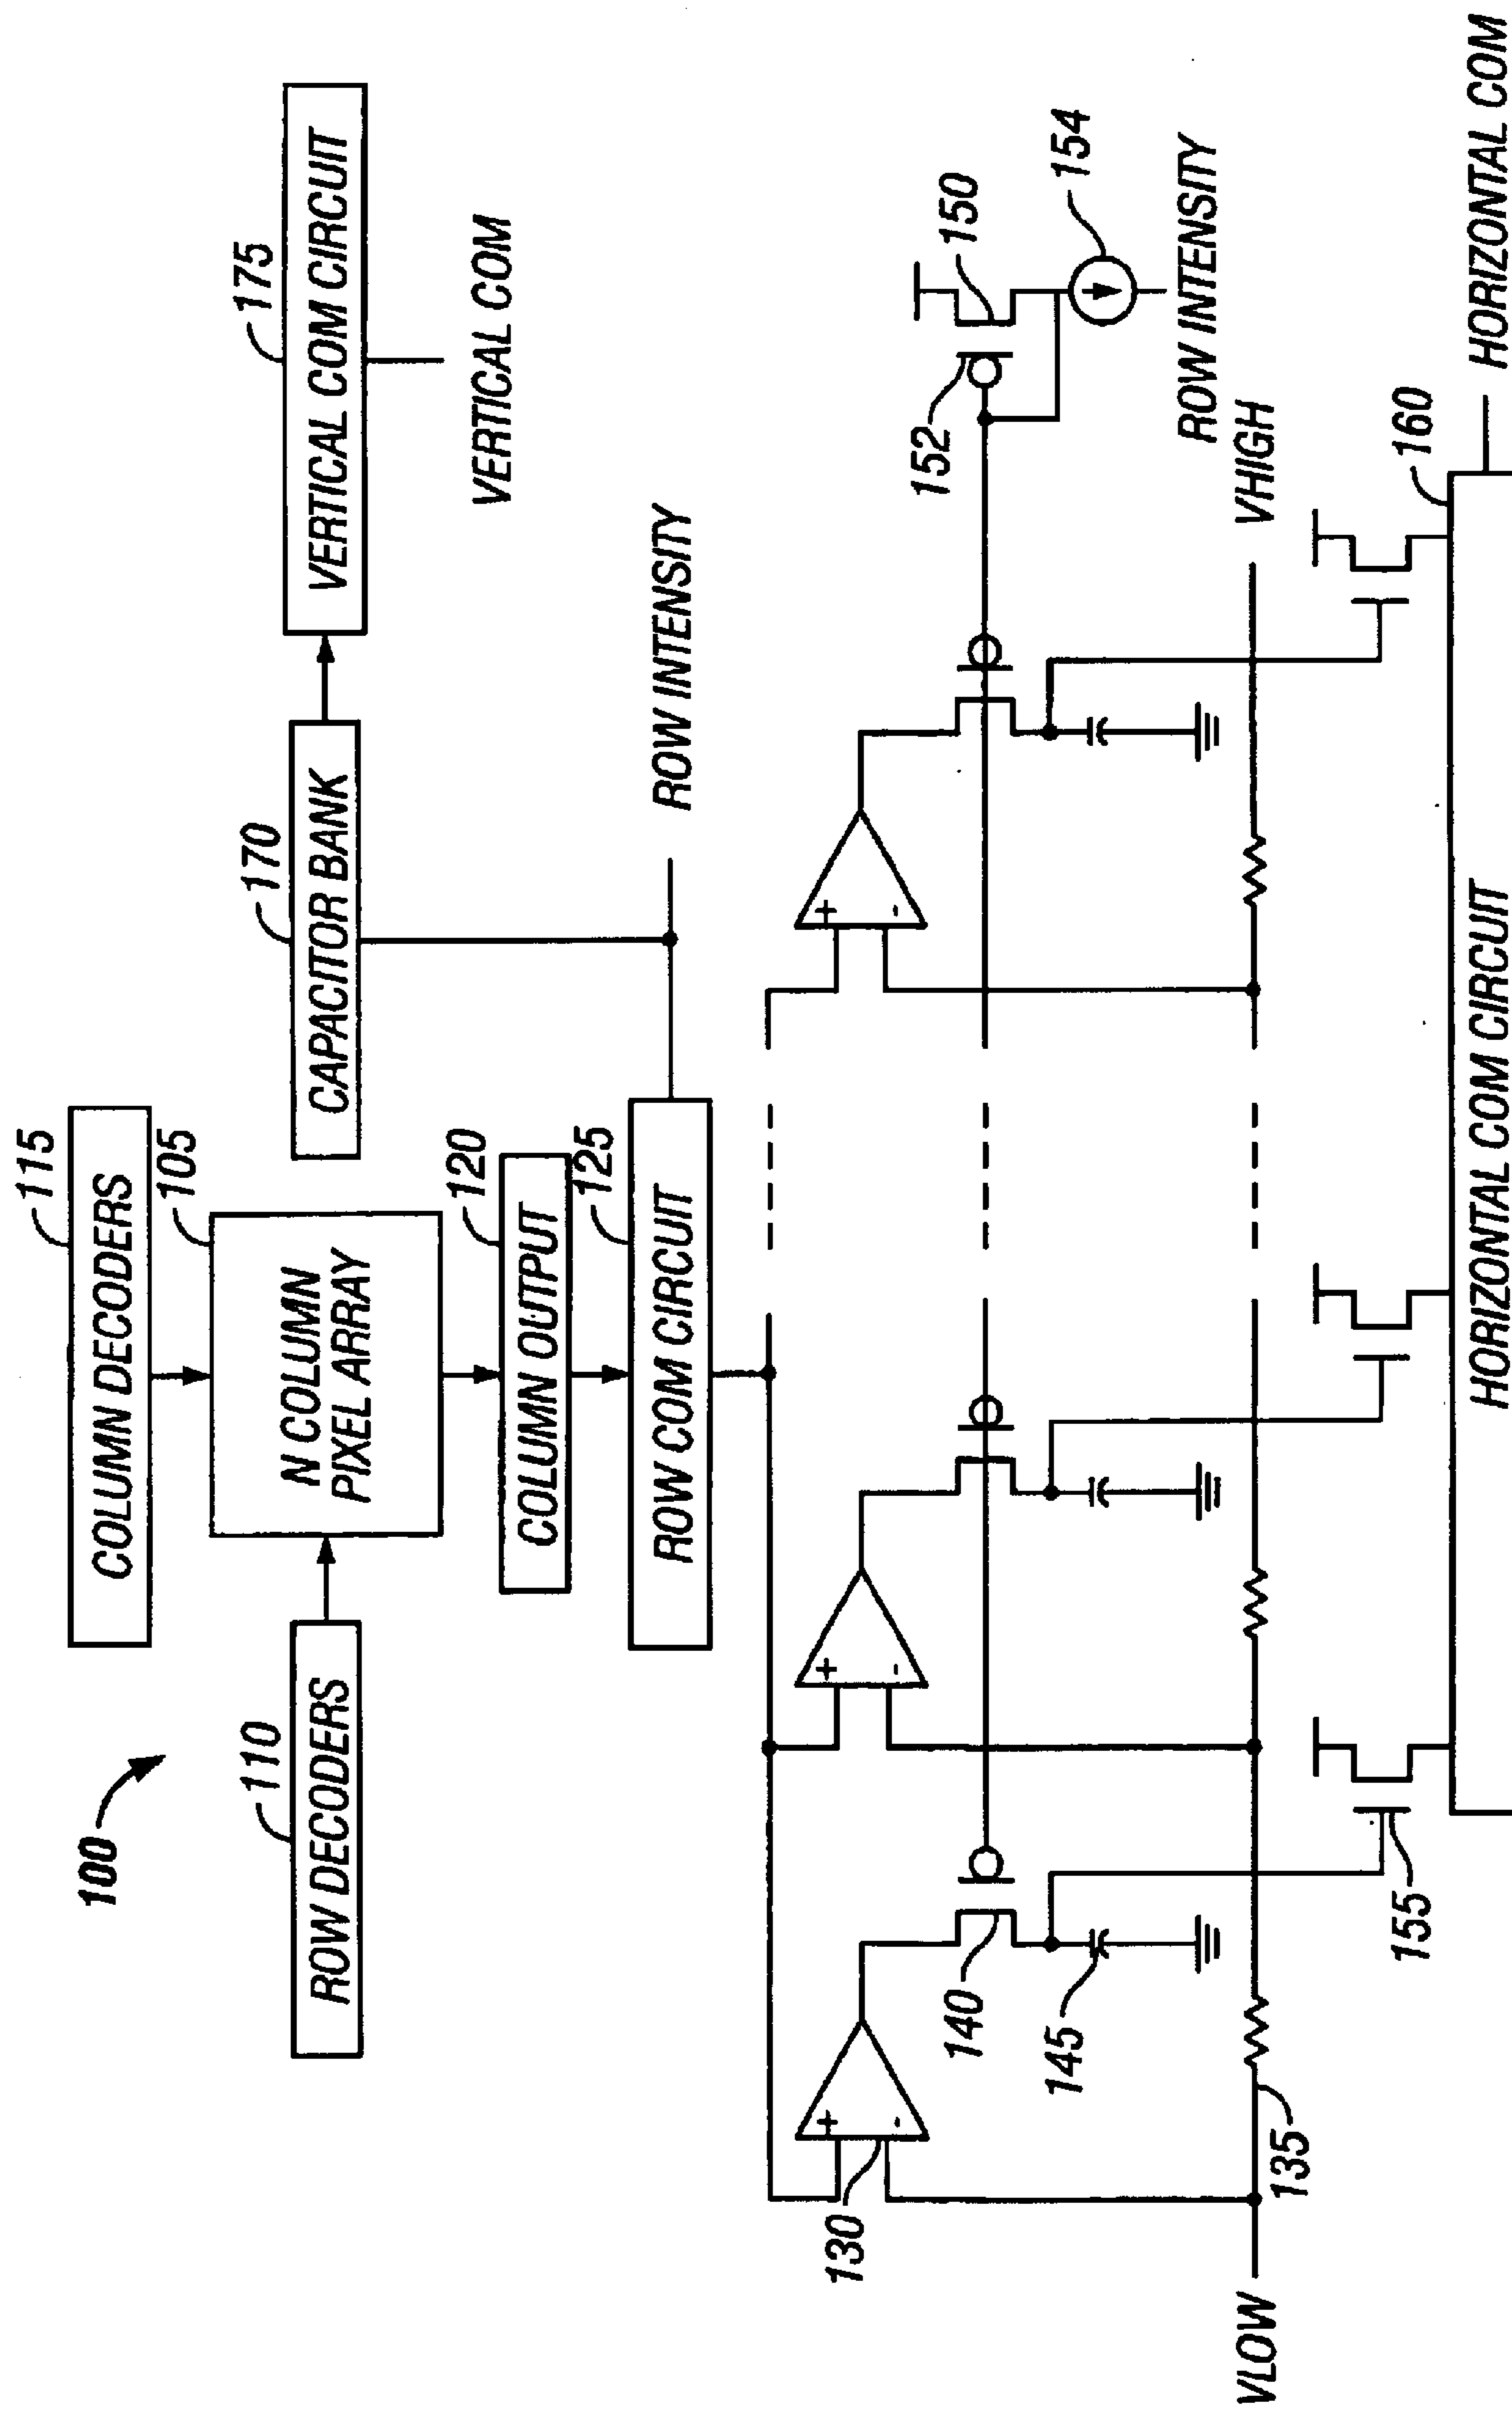 100
115
COLUMN DECODERS
110
ROW DECODERS
105
N COLUMN
PIXEL ARRAY
170
CAPACITOR BANK
175
VERTICAL COM CIRCUIT
VERTICAL COM
120
COLUMN OUTPUT
125
ROW COM CIRCUIT
ROW INTENSITY
130
+
-
+
-
+
-
140
145
152
150
154
ROW INTENSITY
VLOW
135
VHIGH
155
160
HORIZONTAL COM CIRCUIT
HORIZONTAL COM